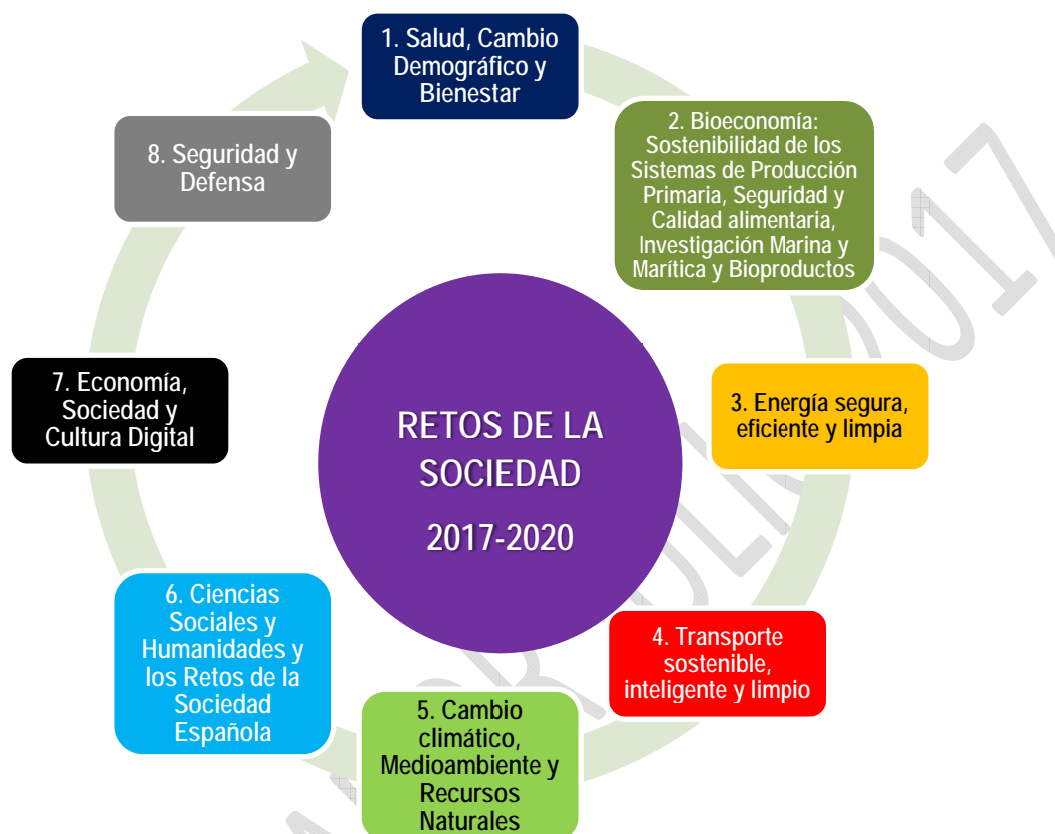 1. Salud, Cambio
Demográfico y
Bienestar
2. Bioeconomía:
Sostenibilidad de los
Sistemas de Producción
Primaria, Seguridad y
Calidad alimentaria,
Investigación Marina y
Marítica y Bioproductos
3. Energía segura,
eficiente y limpia
4. Transporte
sostenible,
inteligente y limpio
5. Cambio
climático,
Medioambiente y
Recursos
Naturales
6. Ciencias
Sociales y
Humanidades y
los Retos de la
Sociedad
Española
7. Economía,
Sociedad y
Cultura Digital
8. Seguridad y
Defensa
RETOS DE LA
SOCIEDAD
2017-2020
2017